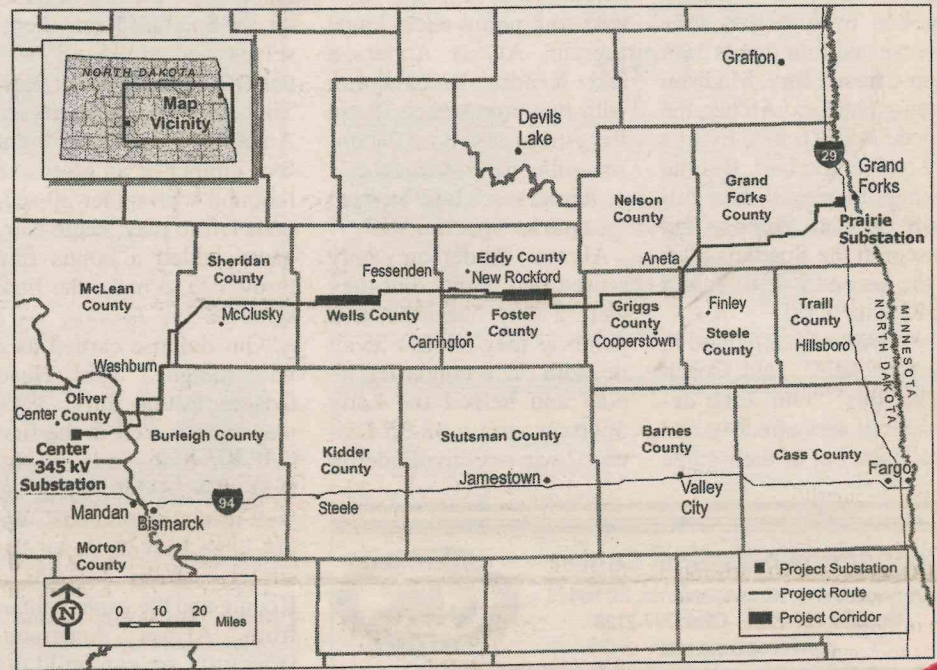 NORTH DAKOTA
Map
Vicinity
Grafton
Devils
Lake
29
Grand
Forks
Nelson
County
Grand
Forks
County
Prairie
Substation
McLean
County
Sheridan
County
Fessenden
Eddy County
New Rockford
Aneta
McClusky
Wells County
Foster
County
Carrington
Griggs
County
Cooperstown
Finley
Steele
County
Traill
County
Hillsboro
NORTH DAKOTA
MINNESOTA
Washburn
Oliver
County
Center
Center
345 kV
Substation
Burleigh County
Kidder
County
Stutsman County
Barnes
County
Cass County
Jamestown
Valley
City
Fargo
94
Steele
Mandan
Bismarck
Morton
County
N
0 10 20
Miles
Project Substation
Project Route
Project Corridor